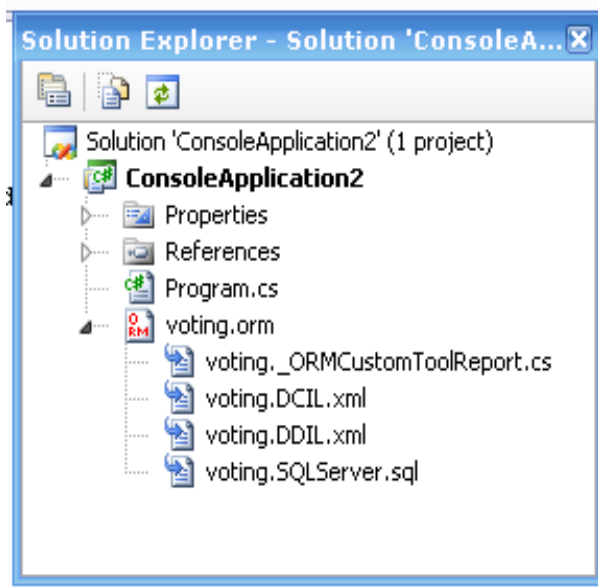 Solution Explorer - Solution 'ConsoleA...
Solution 'ConsoleApplication2' (1 project)
C# ConsoleApplication2
Properties
References
C# Program.cs
ORM voting.orm
voting._ORMCustomToolReport.cs
voting.DCIL.xml
voting.DDIL.xml
voting.SQLServer.sql